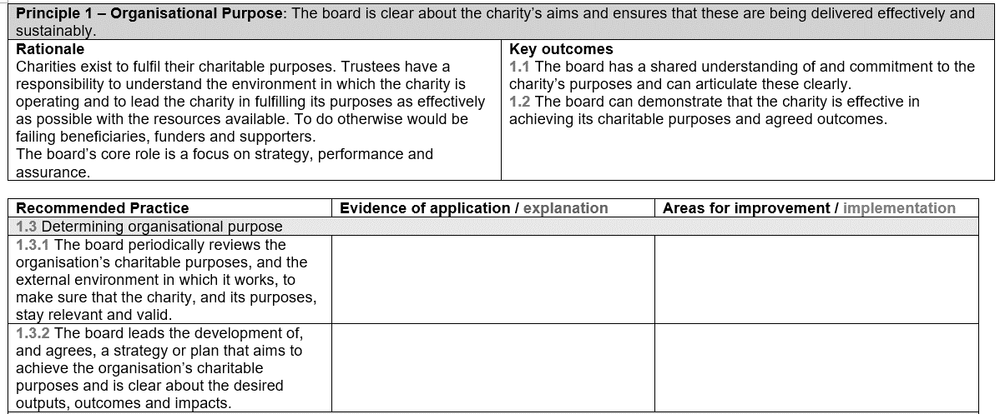 Principle 1 – Organisational Purpose: The board is clear about the charity’s aims and ensures that these are being delivered effectively and
sustainably.
Rationale
Charities exist to fulfil their charitable purposes. Trustees have a
responsibility to understand the environment in which the charity is
operating and to lead the charity in fulfilling its purposes as effectively
as possible with the resources available. To do otherwise would be
failing beneficiaries, funders and supporters.
The board’s core role is a focus on strategy, performance and
assurance.
Key outcomes
1.1 The board has a shared understanding of and commitment to the
charity’s purposes and can articulate these clearly.
1.2 The board can demonstrate that the charity is effective in
achieving its charitable purposes and agreed outcomes.
Recommended Practice
Evidence of application / explanation
Areas for improvement / implementation
1.3 Determining organisational purpose
1.3.1 The board periodically reviews the
organisation’s charitable purposes, and the
external environment in which it works, to
make sure that the charity, and its purposes,
stay relevant and valid.
1.3.2 The board leads the development of,
and agrees, a strategy or plan that aims to
achieve the organisation’s charitable
purposes and is clear about the desired
outputs, outcomes and impacts.